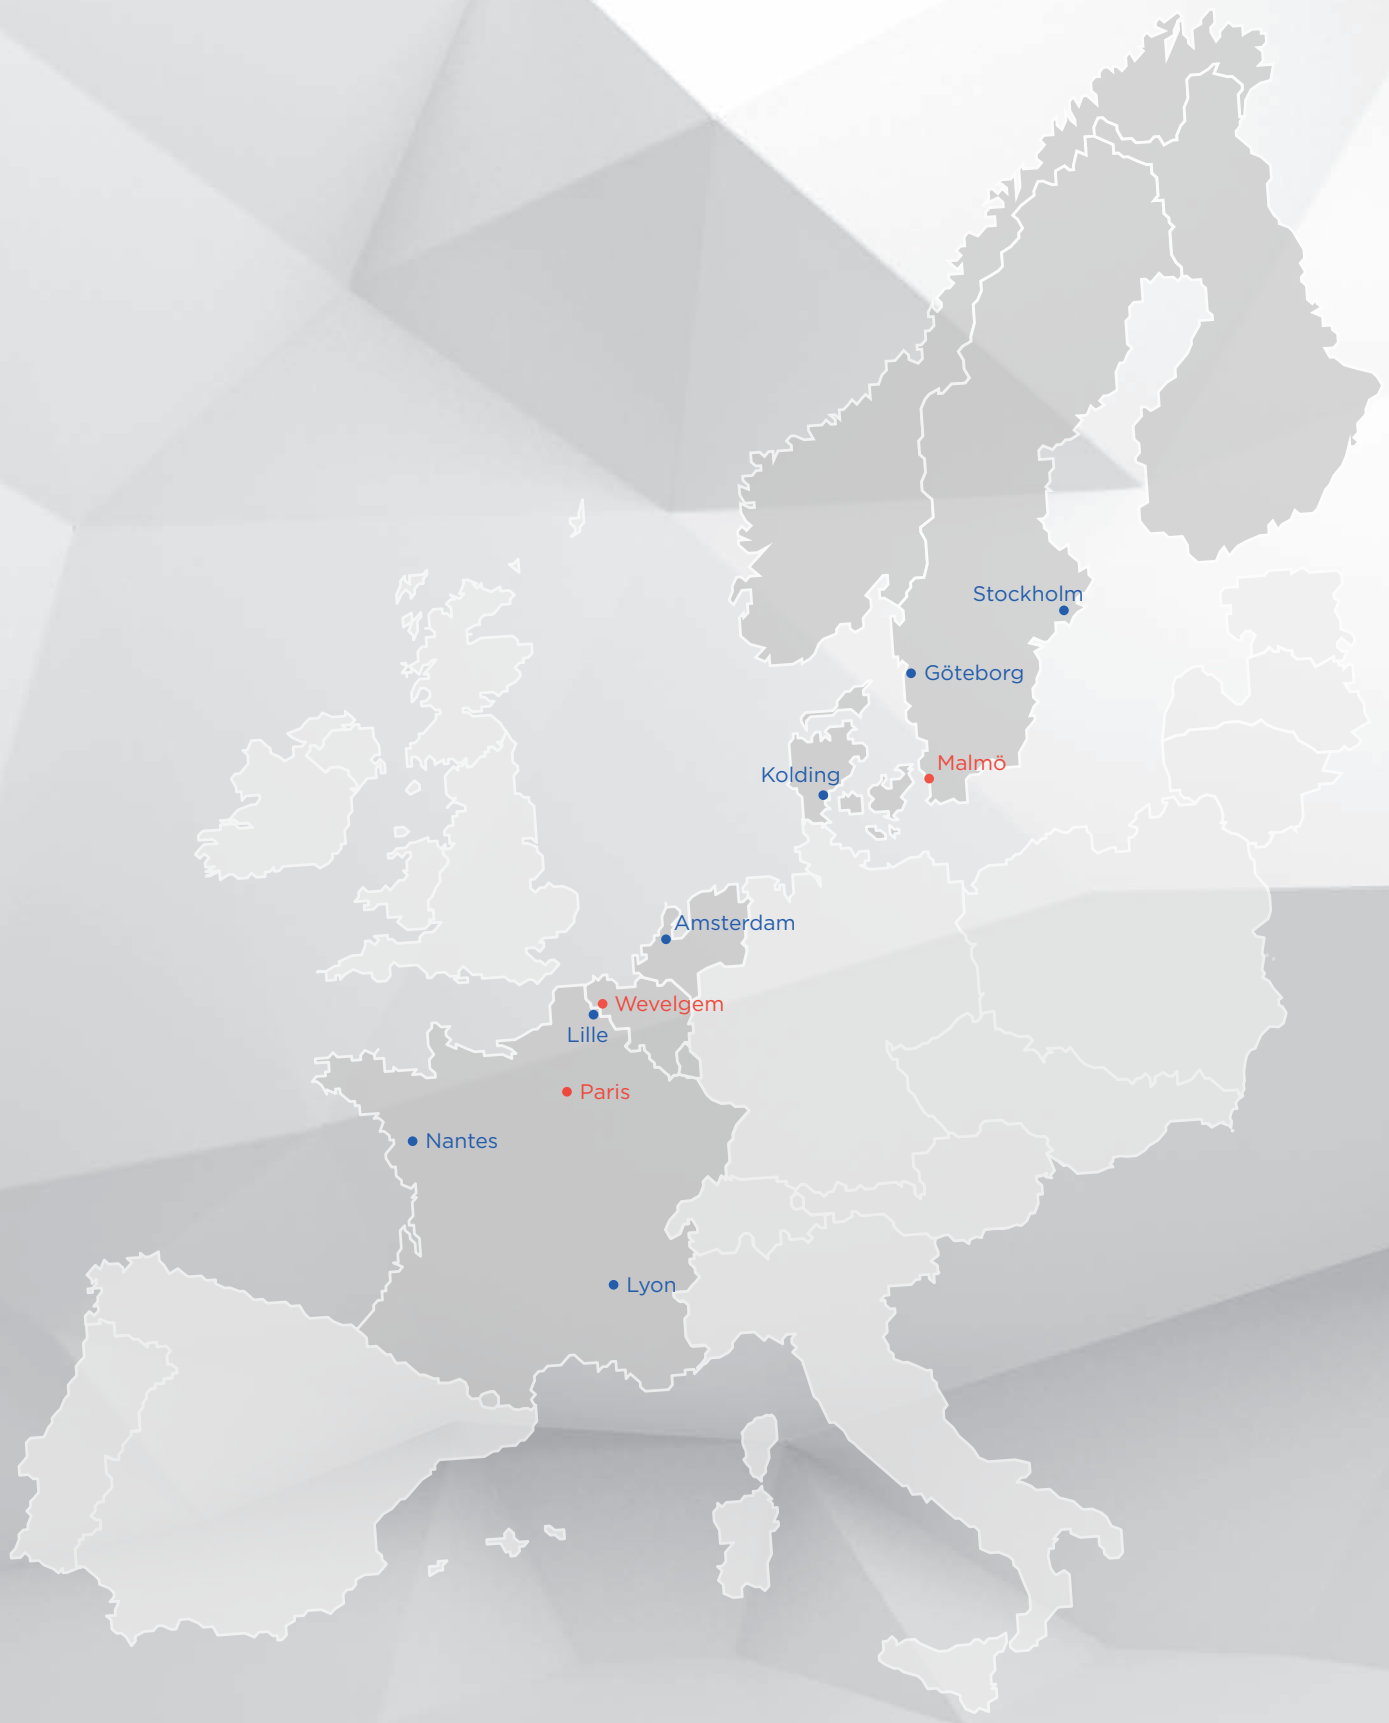 Stockholm
Göteborg
Malmö
Kolding
Amsterdam
Wevelgem
Lille
Paris
Nantes
Lyon